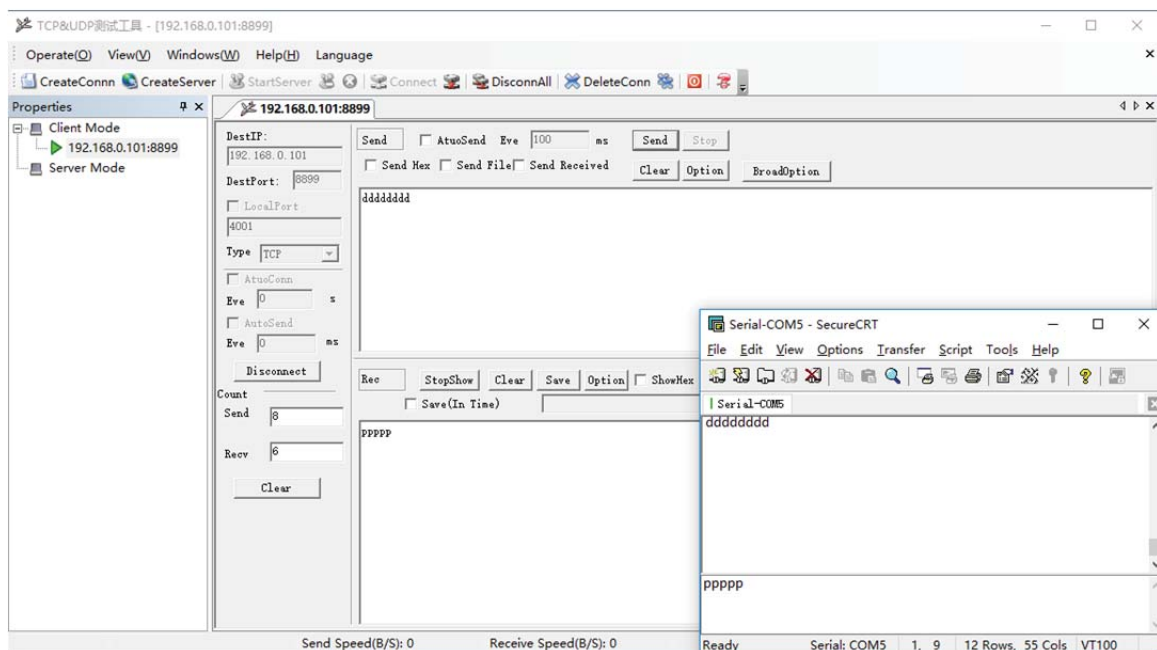 TCP&UDP测试工具 - [192.168.0.101:8899]
Operate(O) View(V) Windows(W) Help(H) Language
CreateConnn CreateServer StartServer Connect DisconnAll DeleteConn
Properties
Client Mode
192.168.0.101:8899
Server Mode
192.168.0.101:8899
DestIP:
192.168.0.101
DestPort: 8899
LocalPort
4001
Type TCP
AtuoConn
Eve 0 s
AutoSend
Eve 0 ms
Disconnect
Count
Send 8
Recv 6
Clear
Send AtuoSend Eve 100 ms Send Stop
Send Hex Send File Send Received Clear Option BroadOption
dddddddd
Rec StopShow Clear Save Option ShowHex
Save(In Time)
ppppp
Send Speed(B/S): 0 Receive Speed(B/S): 0
Serial-COM5 - SecureCRT
File Edit View Options Transfer Script Tools Help
Serial-COM5
dddddddd
ppppp
Ready Serial: COM5 1, 9 12 Rows, 55 Cols VT100